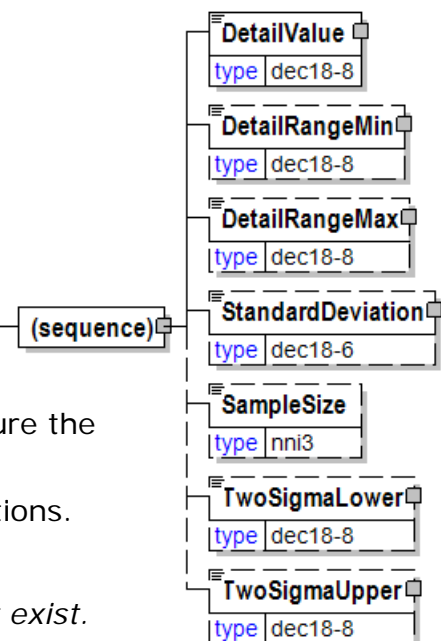 DetailValue
type dec18-8
DetailRangeMin
type dec18-8
DetailRangeMax
type dec18-8
(sequence)
StandardDeviation
type dec18-6
SampleSize
type nni3
TwoSigmaLower
type dec18-8
TwoSigmaUpper
type dec18-8
ure the
tions.
exist.